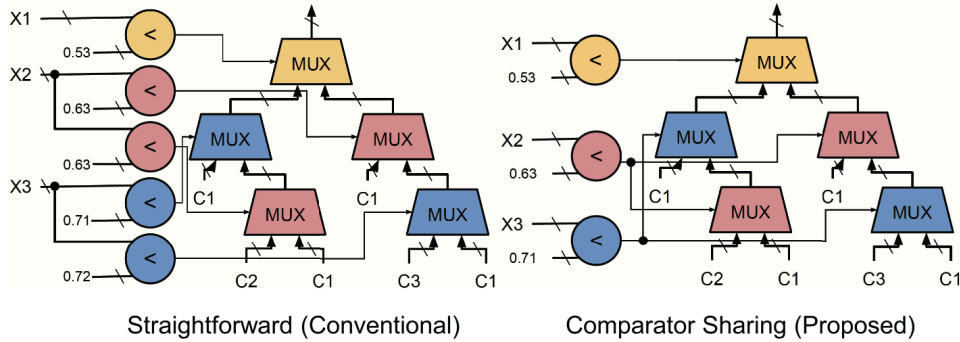 X1
<
0.53
MUX
X2
<
0.63
MUX
MUX
<
0.63
C1
C1
X3
<
0.71
MUX
MUX
<
0.72
C2
C1
C3
C1
Straightforward (Conventional)
X1
<
0.53
MUX
X2
<
0.63
MUX
MUX
C1
C1
X3
<
0.71
MUX
MUX
C2
C1
C3
C1
Comparator Sharing (Proposed)